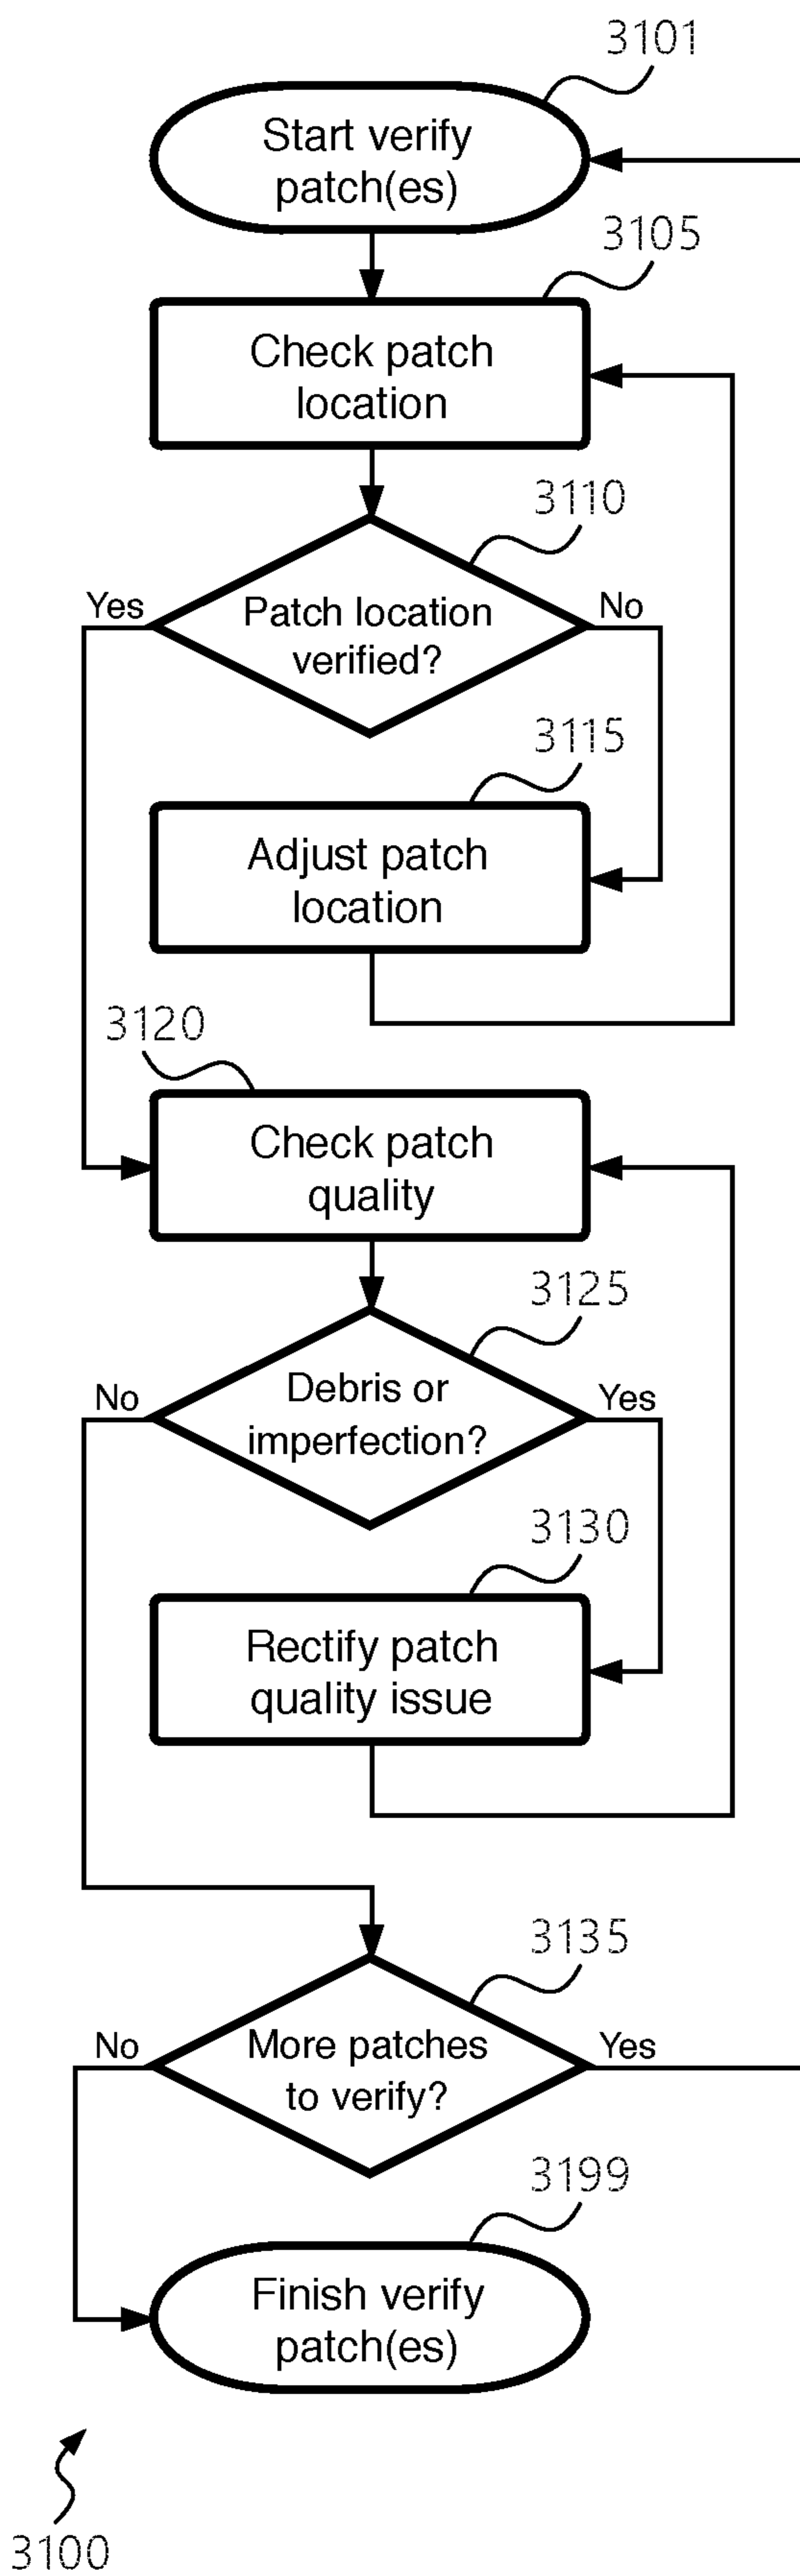 3101
Start verify
patch(es)
3105
Check patch
location
3110
Yes
Patch location
verified?
No
3115
Adjust patch
location
3120
Check patch
quality
3125
No
Debris or
imperfection?
Yes
3130
Rectify patch
quality issue
3135
No
More patches
to verify?
Yes
3199
Finish verify
patch(es)
3100